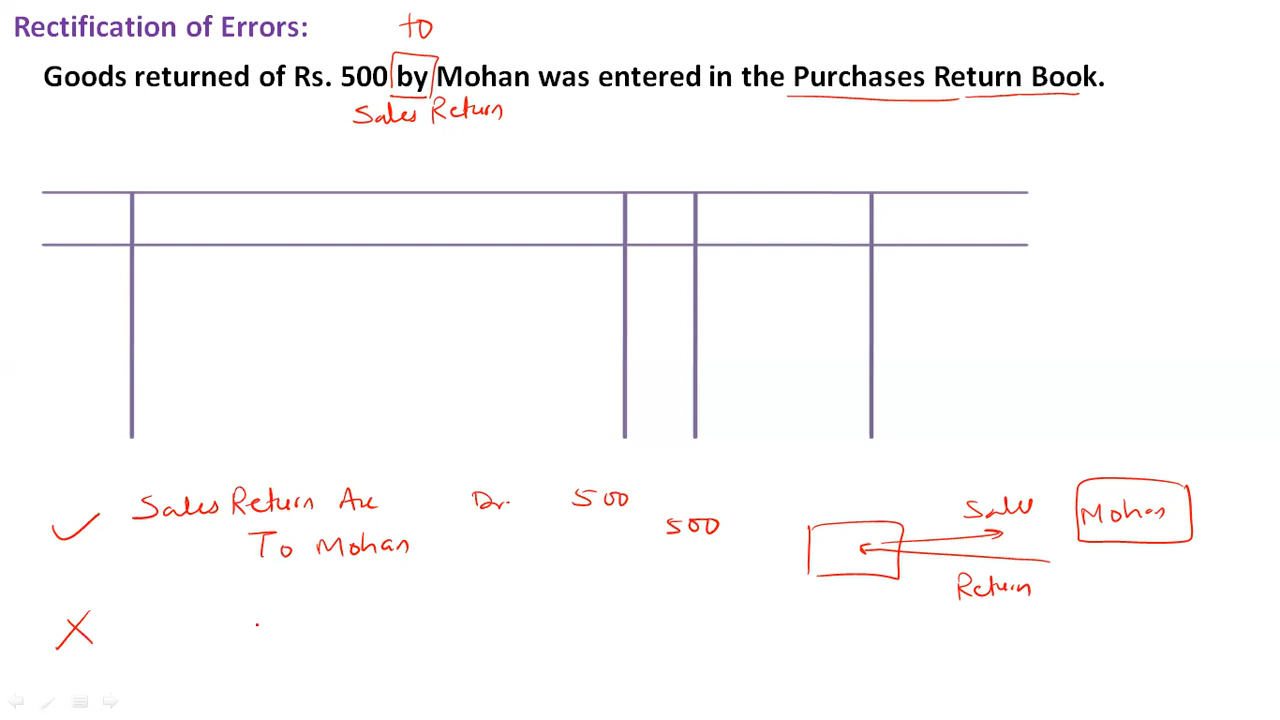 Rectification of Errors:
to
Goods returned of Rs. 500 by Mohan was entered in the Purchases Return Book.
Sales Return
Sales Return A/c Dr. 500
To Mohan 500
Sales
Mohan
Return